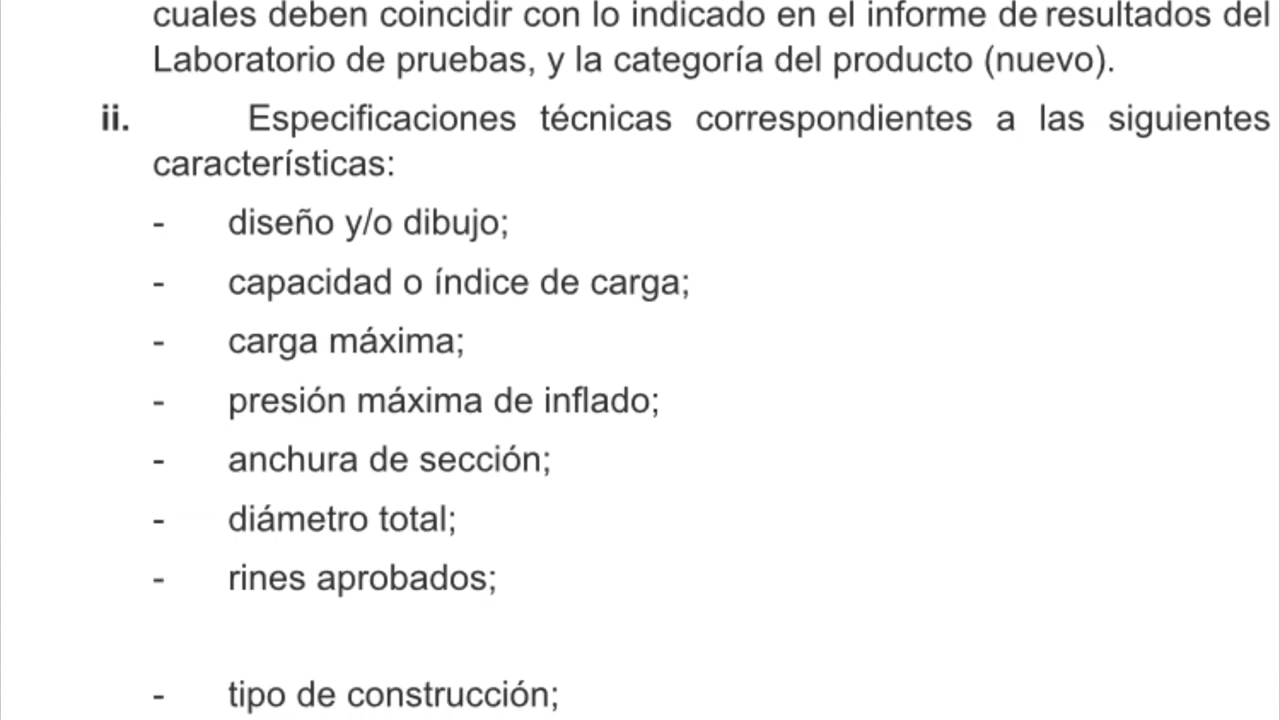 cuales deben coincidir con lo indicado en el informe de resultados del
Laboratorio de pruebas, y la categoría del producto (nuevo).
ii. Especificaciones técnicas correspondientes a las siguientes
características:
- diseño y/o dibujo;
- capacidad o índice de carga;
- carga máxima;
- presión máxima de inflado;
- anchura de sección;
- diámetro total;
- rines aprobados;
- tipo de construcción;